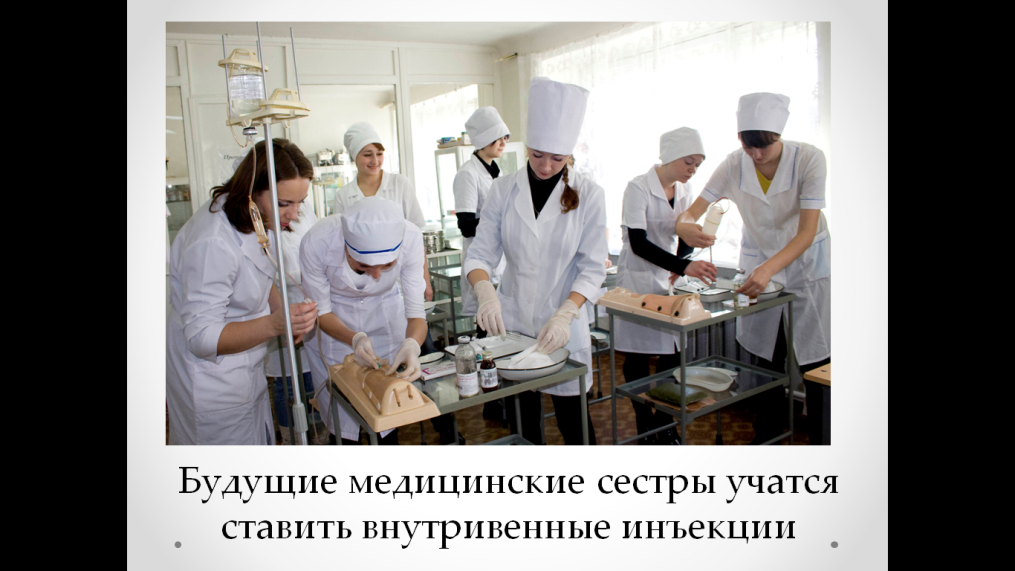 Будущие медицинские сестры учатся
ставить внутривенные инъекции